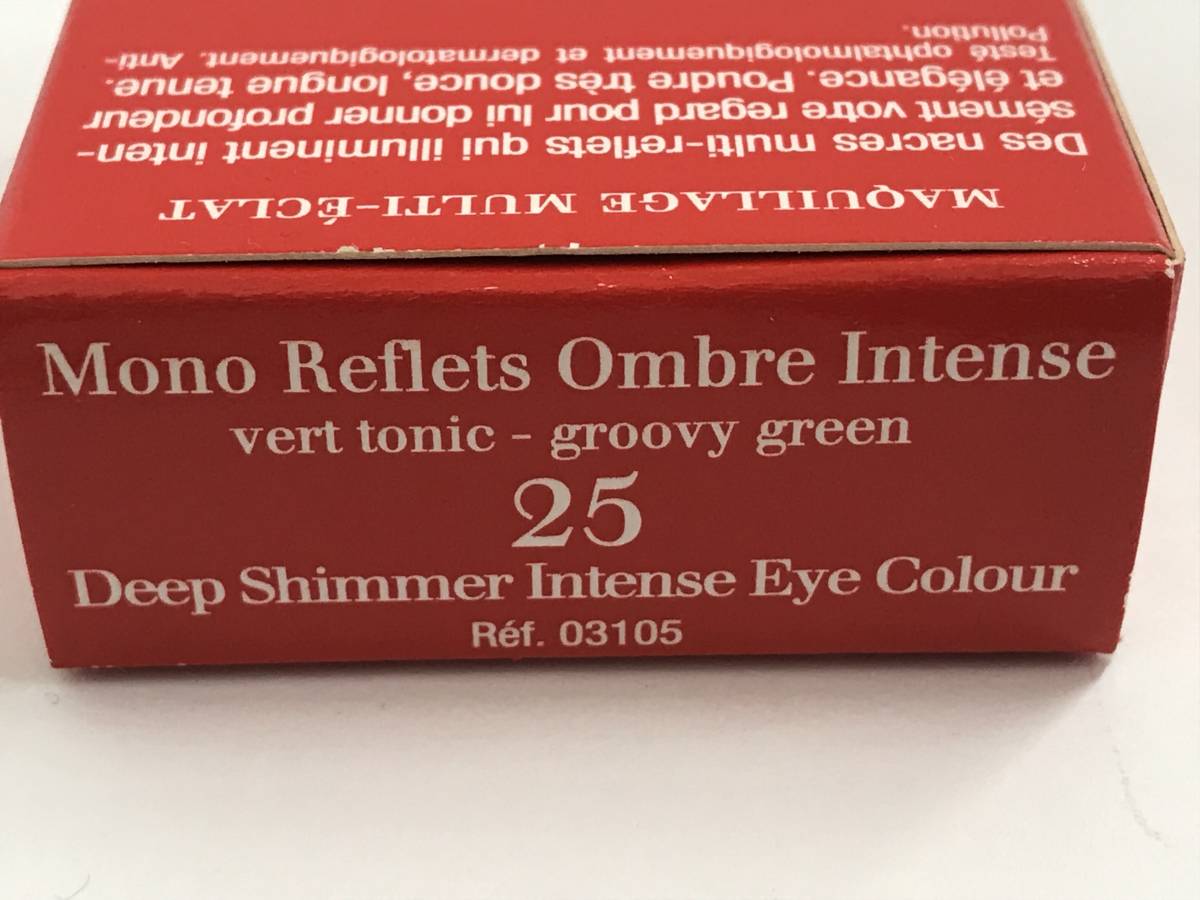 MAQUILLAGE MULTI-ÉCLAT
Des nacres multi-reflets qui illuminent inten-
sément votre regard pour lui donner profondeur
et élégance. Poudre très douce, longue tenue.
Testé ophtalmologiquement et dermatologiquement. Anti-
Pollution.
Mono Reflets Ombre Intense
vert tonic - groovy green
25
Deep Shimmer Intense Eye Colour
Réf. 03105